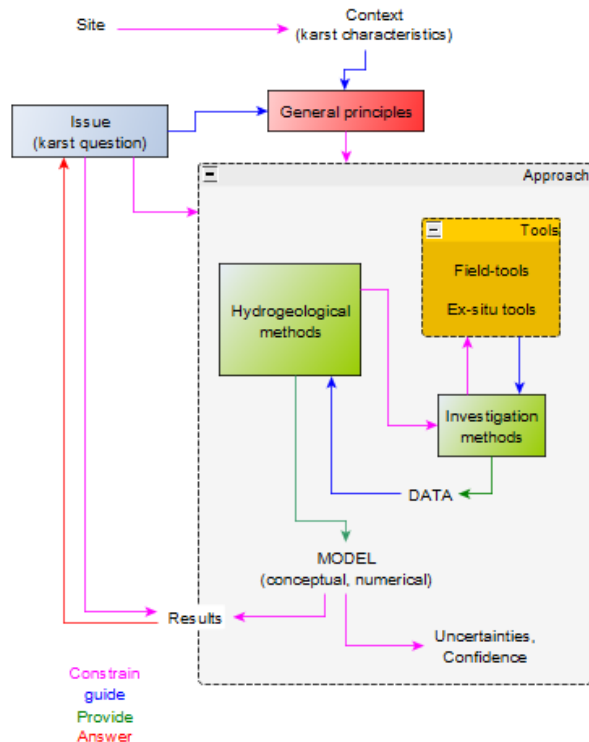 Site
Context
(karst characteristics)
General principles
Issue
(karst question)
Approach
Tools
Field-tools
Ex-situ tools
Hydrogeological
methods
Investigation
methods
DATA
MODEL
(conceptual, numerical)
Results
Uncertainties,
Confidence
Constrain
guide
Provide
Answer